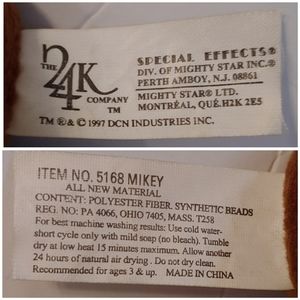 THE
24K
COMPANY™
SPECIAL EFFECTS®
DIV. OF MIGHTY STAR INC.®
PERTH AMBOY, N.J. 08861
MIGHTY STAR LTD.
MONTRÉAL, QUÉ.H2K 2E5
TM ® & © 1997 DCN INDUSTRIES INC.
ITEM NO. 5168 MIKEY
ALL NEW MATERIAL
CONTENT: POLYESTER FIBER. SYNTHETIC BEADS
REG. NO: PA 4066, OHIO 7405, MASS. T258
For best machine washing results: Use cold water-
short cycle only with mild soap (no bleach). Tumble
dry at low heat 15 minutes maximum. Allow another
24 hours of natural air drying. Do not dry clean.
Recommended for ages 3 & up. MADE IN CHINA